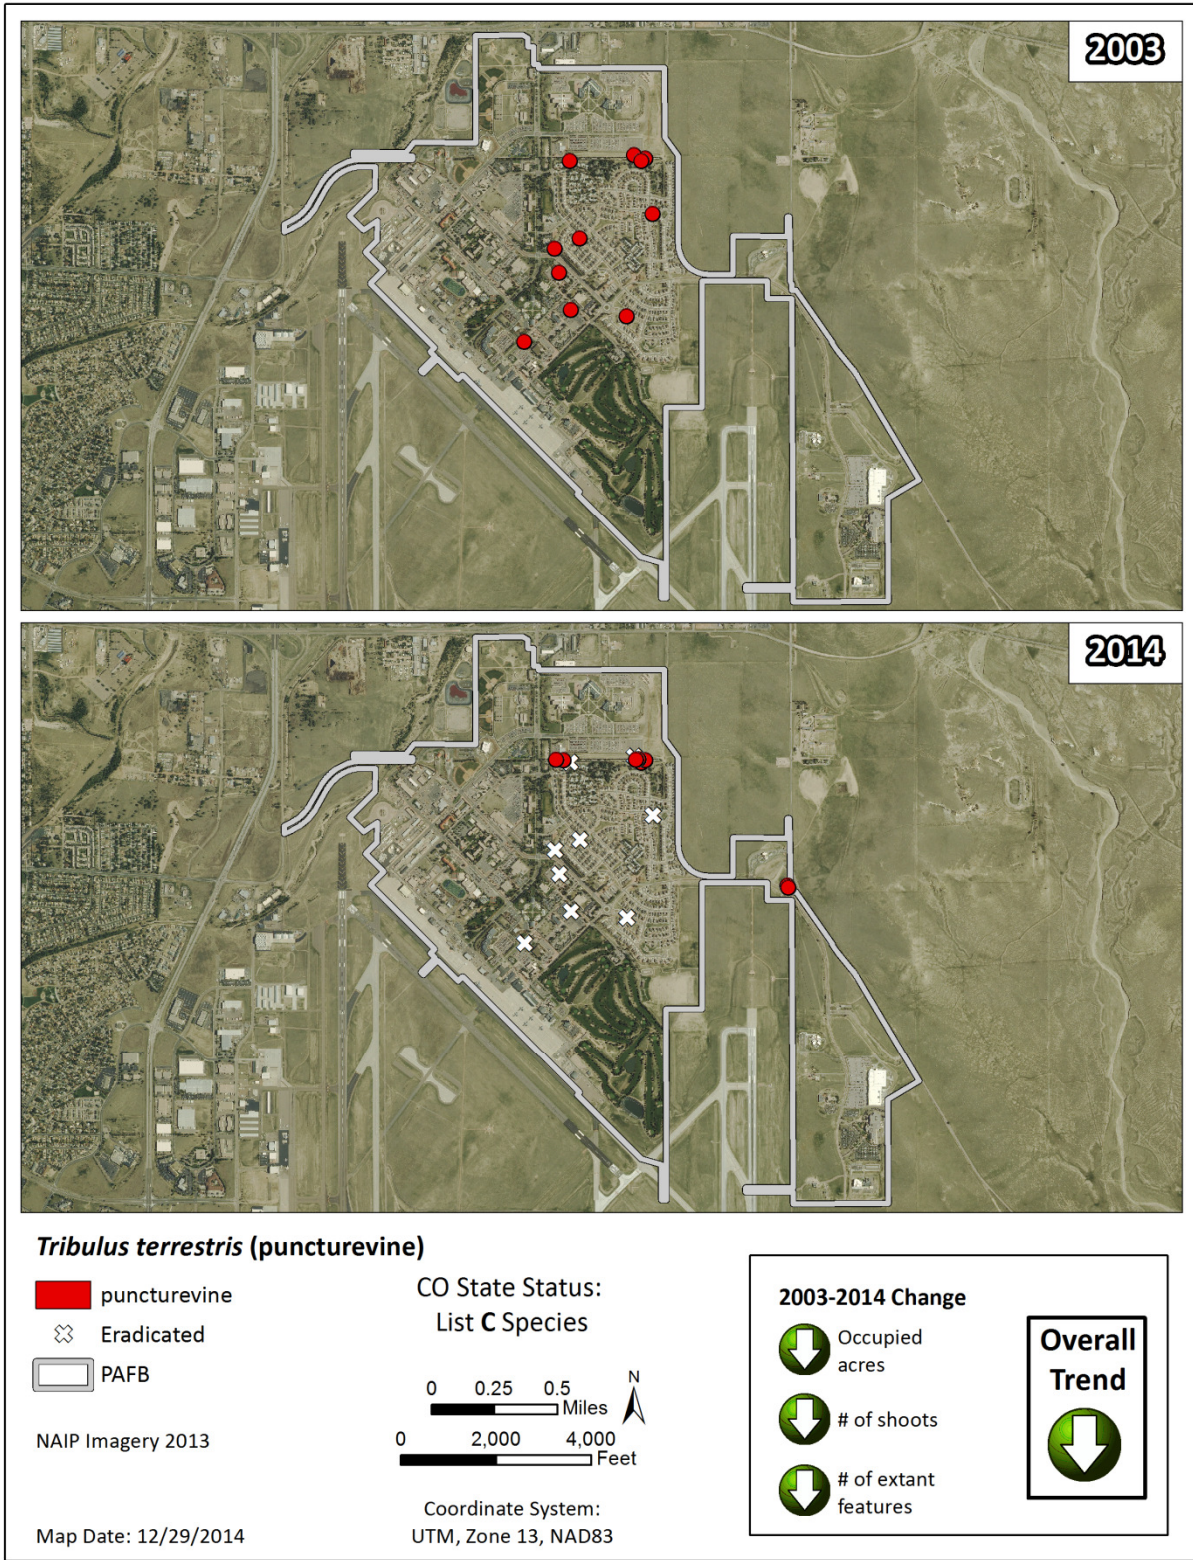 2003
2014
Tribulus terrestris (puncturevine)
puncturevine
Eradicated
PAFB
NAIP Imagery 2013
Map Date: 12/29/2014
CO State Status:
List C Species
N
0 0.25 0.5
Miles
0 2,000 4,000
Feet
Coordinate System:
UTM, Zone 13, NAD83
2003-2014 Change
Occupied
acres
# of shoots
# of extant
features
Overall
Trend